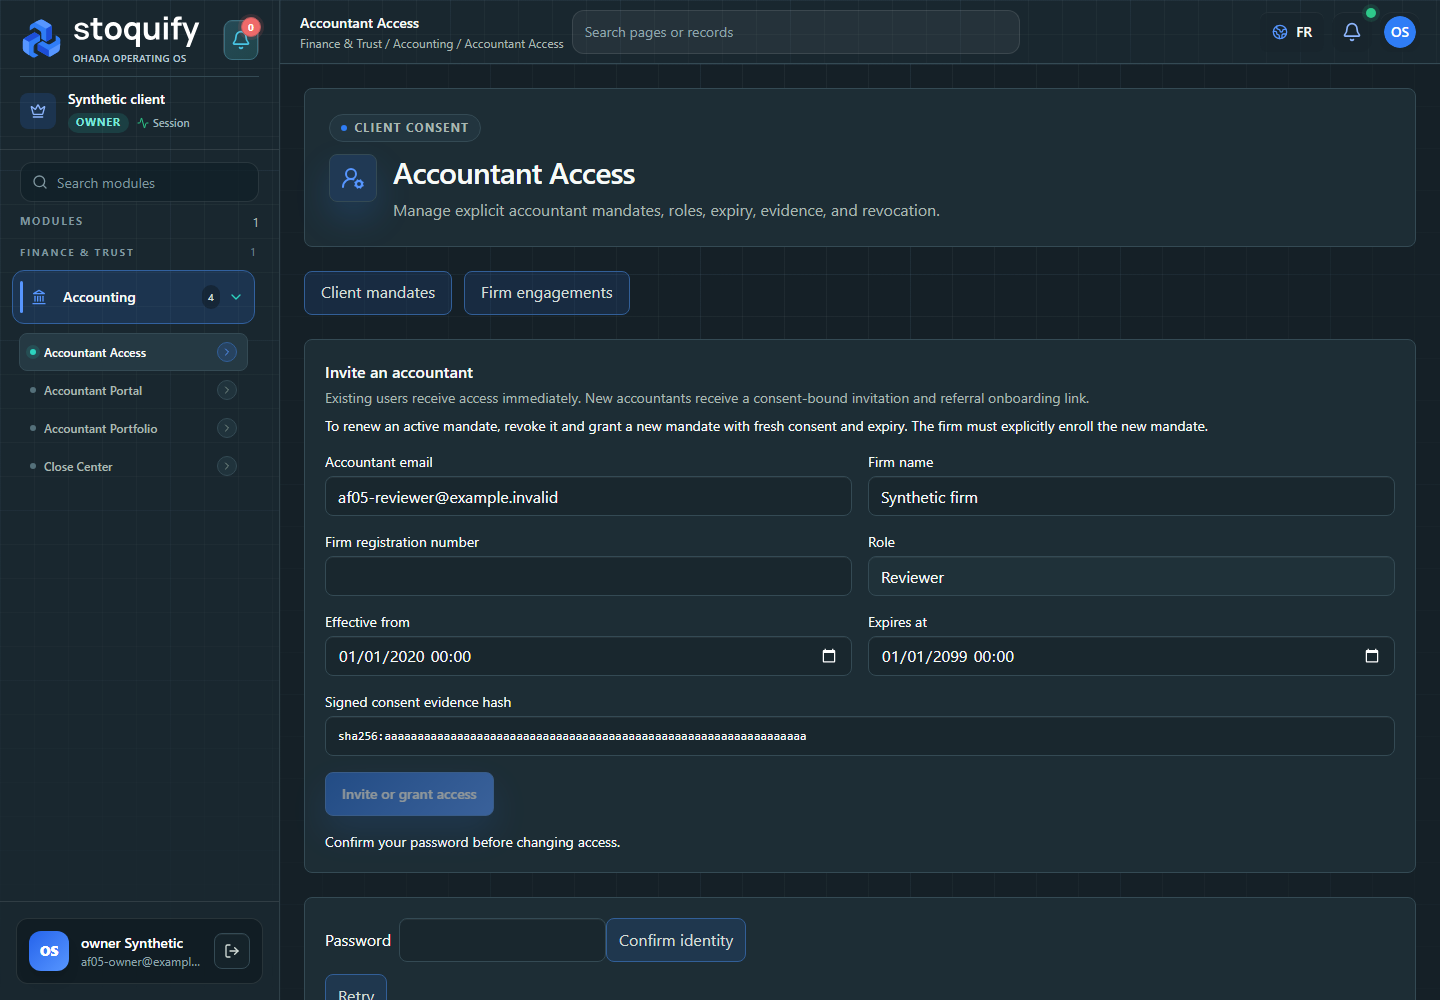 stoquify
OHADA OPERATING OS
0
Synthetic client
OWNER
Session
Search modules
MODULES
1
FINANCE & TRUST
1
Accounting
4
Accountant Access
Accountant Portal
Accountant Portfolio
Close Center
OS
owner Synthetic
af05-owner@exampl...
Accountant Access
Finance & Trust / Accounting / Accountant Access
Search pages or records
FR
OS
CLIENT CONSENT
Accountant Access
Manage explicit accountant mandates, roles, expiry, evidence, and revocation.
Client mandates
Firm engagements
Invite an accountant
Existing users receive access immediately. New accountants receive a consent-bound invitation and referral onboarding link.
To renew an active mandate, revoke it and grant a new mandate with fresh consent and expiry. The firm must explicitly enroll the new mandate.
Accountant email
af05-reviewer@example.invalid
Firm name
Synthetic firm
Firm registration number
Role
Reviewer
Effective from
01/01/2020 00:00
Expires at
01/01/2099 00:00
Signed consent evidence hash
sha256:aaaaaaaaaaaaaaaaaaaaaaaaaaaaaaaaaaaaaaaaaaaaaaaaaaaaaaaaaaaaaaaa
Invite or grant access
Confirm your password before changing access.
Password
Confirm identity
Retry